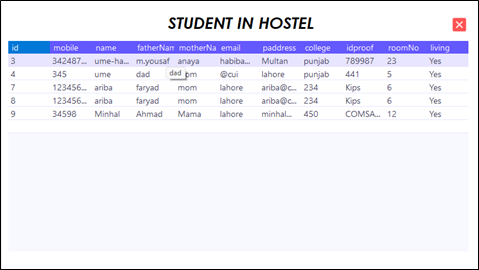 STUDENT IN HOSTEL
id mobile name fatherNam motherNa email paddress college idproof roomNo living
3 342487... ume-ha... m.yousaf anaya habiba... Multan punjab 789987 23 Yes
4 345 ume dad mom @cui lahore punjab 441 5 Yes
dad
7 123456... ariba faryad mom lahore ariba@c... 234 Kips 6 Yes
8 123456... ariba faryad mom lahore ariba@c... 234 Kips 6 Yes
9 34598 Minhal Ahmad Mama lahore minhal... 450 COMSA... 12 Yes